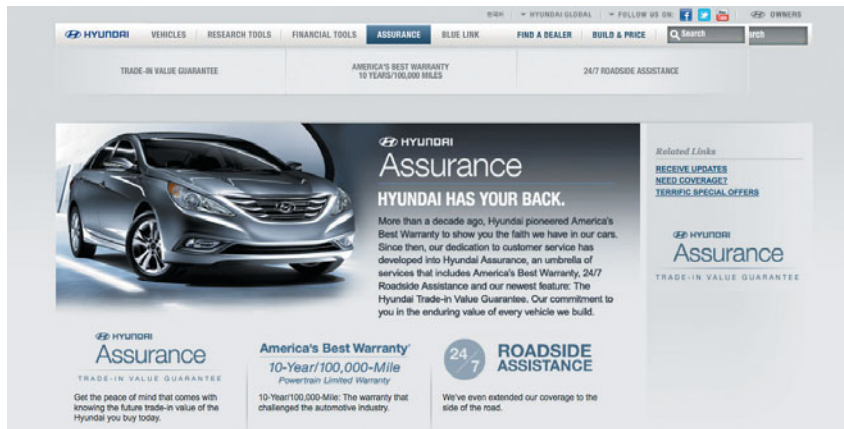 한국어 HYUNDAI GLOBAL FOLLOW US ON: OWNERS
HYUNDAI VEHICLES RESEARCH TOOLS FINANCIAL TOOLS ASSURANCE BLUE LINK FIND A DEALER BUILD & PRICE Search arch
TRADE-IN VALUE GUARANTEE
AMERICA'S BEST WARRANTY
10 YEARS/100,000 MILES
24/7 ROADSIDE ASSISTANCE
HYUNDAI
Assurance
HYUNDAI HAS YOUR BACK.
More than a decade ago, Hyundai pioneered America's
Best Warranty to show you the faith we have in our cars.
Since then, our dedication to customer service has
developed into Hyundai Assurance, an umbrella of
services that includes America's Best Warranty, 24/7
Roadside Assistance and our newest feature: The
Hyundai Trade-in Value Guarantee. Our commitment to
you in the enduring value of every vehicle we build.
Related Links
RECEIVE UPDATES
NEED COVERAGE?
TERRIFIC SPECIAL OFFERS
HYUNDAI
Assurance
TRADE-IN VALUE GUARANTEE
HYUNDAI
Assurance
TRADE-IN VALUE GUARANTEE
Get the peace of mind that comes with
knowing the future trade-in value of the
Hyundai you buy today.
America's Best Warranty
10-Year/100,000-Mile
Powertrain Limited Warranty
10-Year/100,000-Mile: The warranty that
challenged the automotive industry.
24/7
ROADSIDE
ASSISTANCE
We've even extended our coverage to the
side of the road.